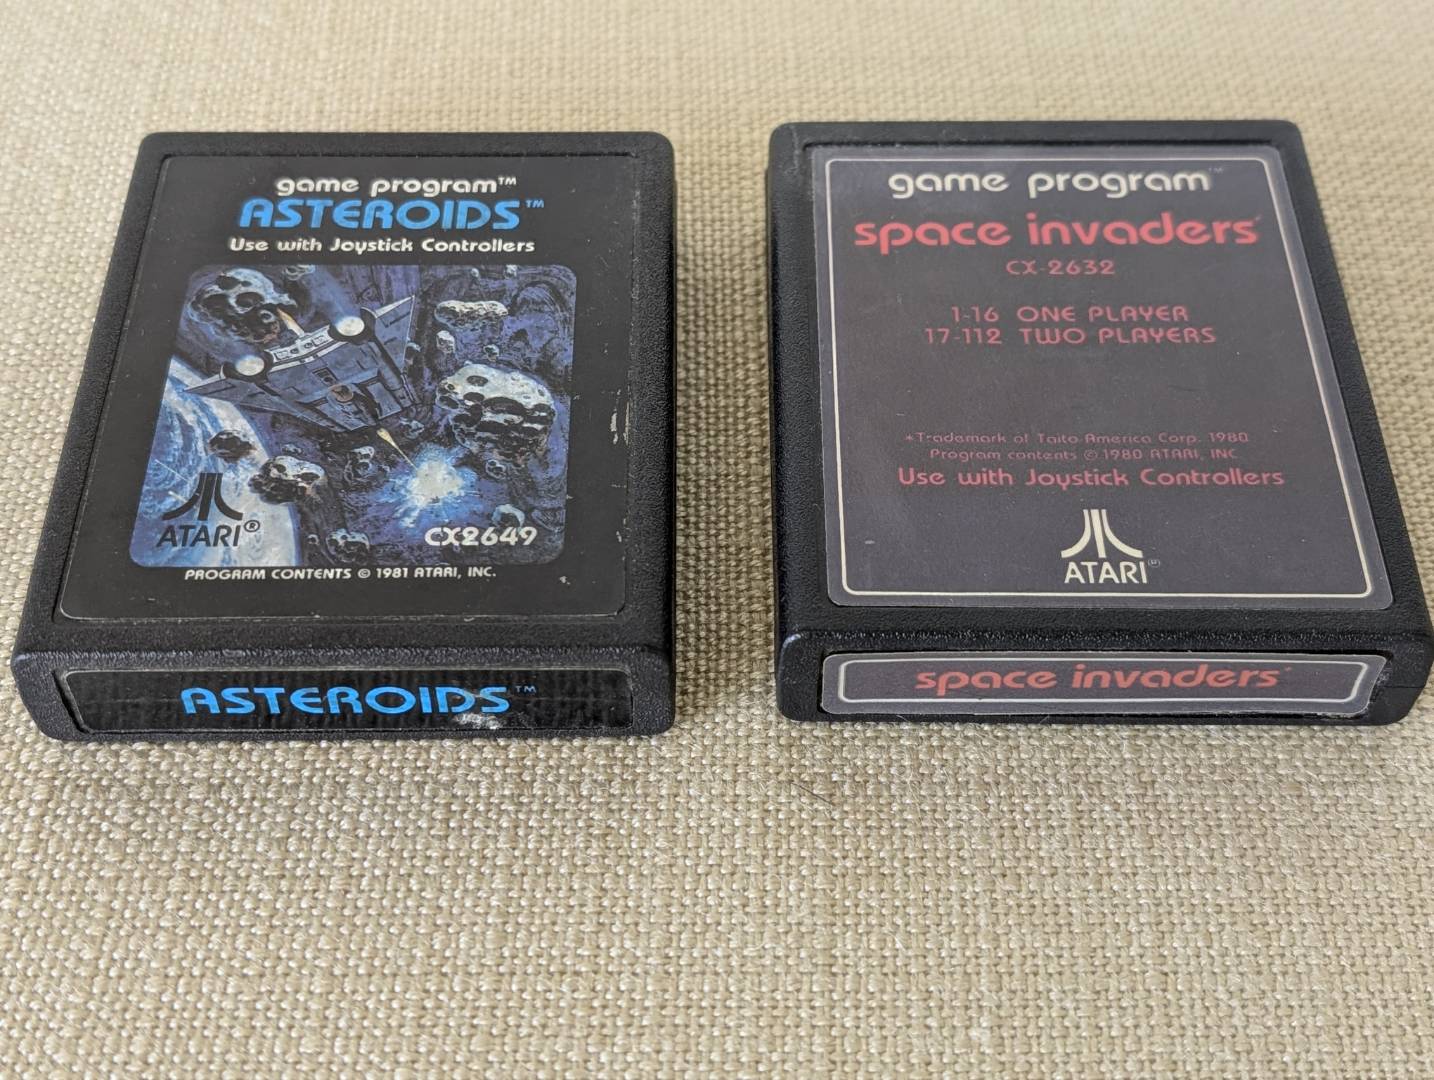 game program™
ASTEROIDS™
Use with Joystick Controllers
ATARI®
CX2649
PROGRAM CONTENTS © 1981 ATARI, INC.
ASTEROIDS™
game program™
space invaders*
CX-2632
1-16 ONE PLAYER
17-112 TWO PLAYERS
*Trademark of Taito America Corp. 1980
Program contents © 1980 ATARI, INC
Use with Joystick Controllers
ATARI®
space invaders*